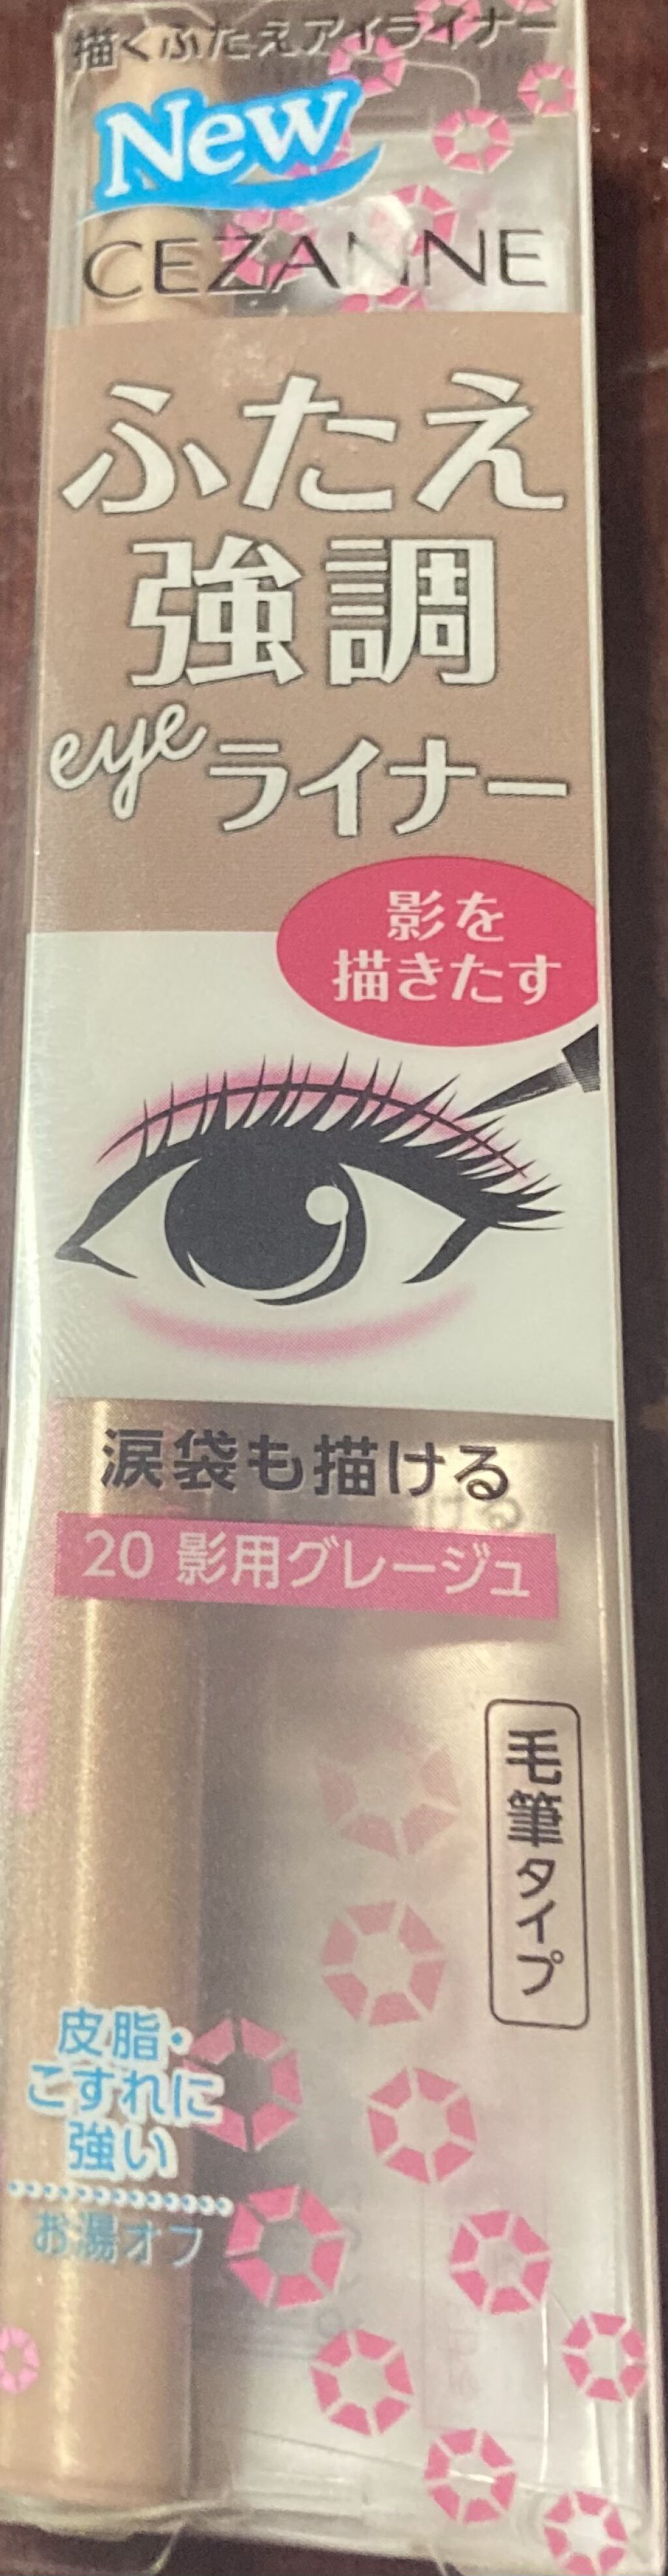 描くふたえアイライナー
New
CEZANNE
ふたえ
強調
eyeライナー
影を
描きたす
涙袋も描ける
20 影用グレージュ
毛筆タイプ
皮脂・
こすれに
強い
お湯オフ